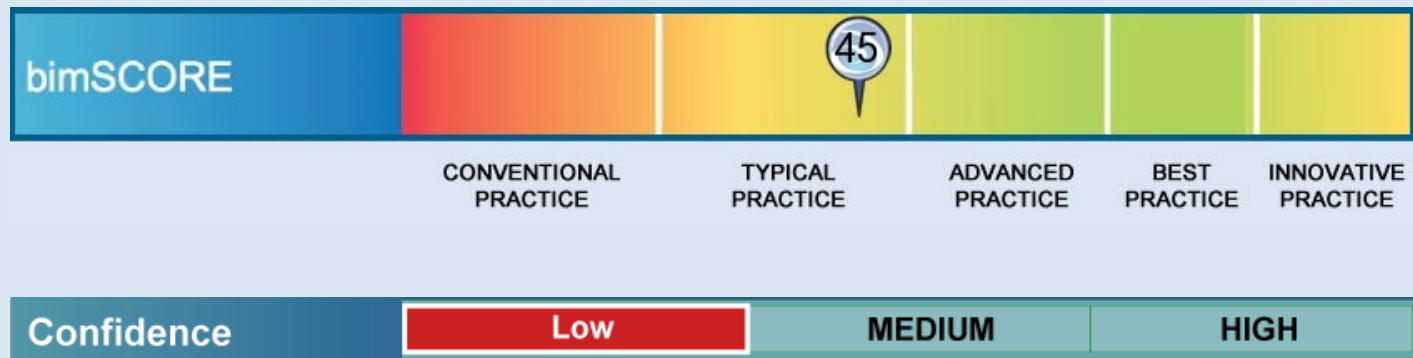 bimSCORE
45
CONVENTIONAL TYPICAL ADVANCED BEST INNOVATIVE
PRACTICE PRACTICE PRACTICE PRACTICE PRACTICE
Confidence Low MEDIUM HIGH